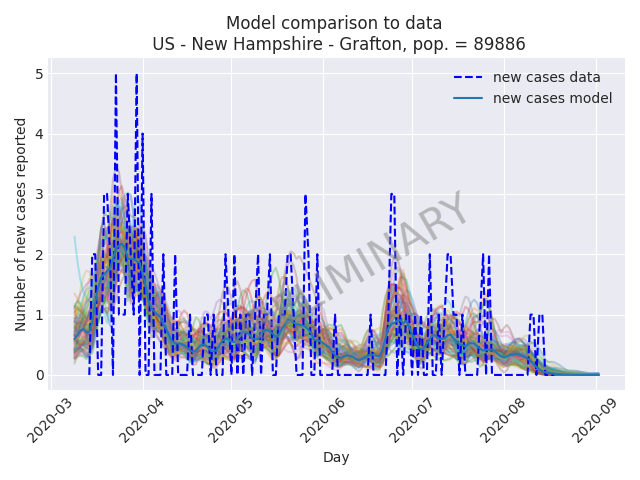 Model comparison to data
US - New Hampshire - Grafton, pop. = 89886
Number of new cases reported
5
4
3
2
1
0
new cases data
new cases model
2020-03
2020-04
2020-05
2020-06
2020-07
2020-08
2020-09
Day